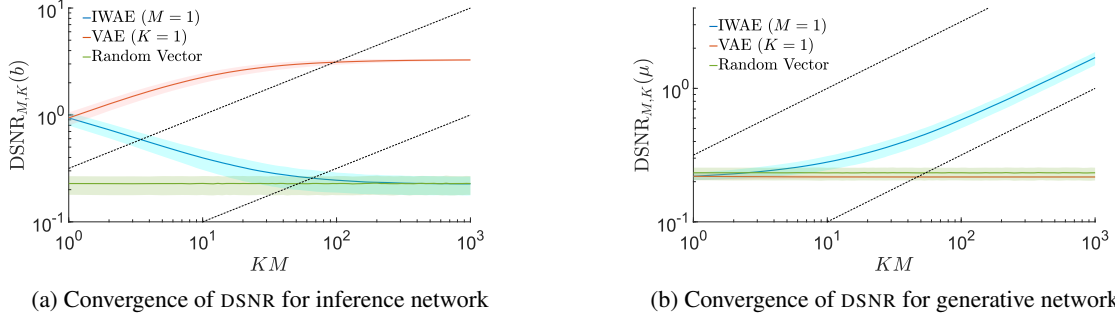 10^1
IWAE (M = 1)
VAE (K = 1)
Random Vector
DSNR_{M,K}(b)
10^0
10^{-1}
10^0 10^1 10^2 10^3
KM
(a) Convergence of DSNR for inference network
IWAE (M = 1)
VAE (K = 1)
Random Vector
DSNR_{M,K}(μ)
10^0
10^{-1}
10^0 10^1 10^2 10^3
KM
(b) Convergence of DSNR for generative network